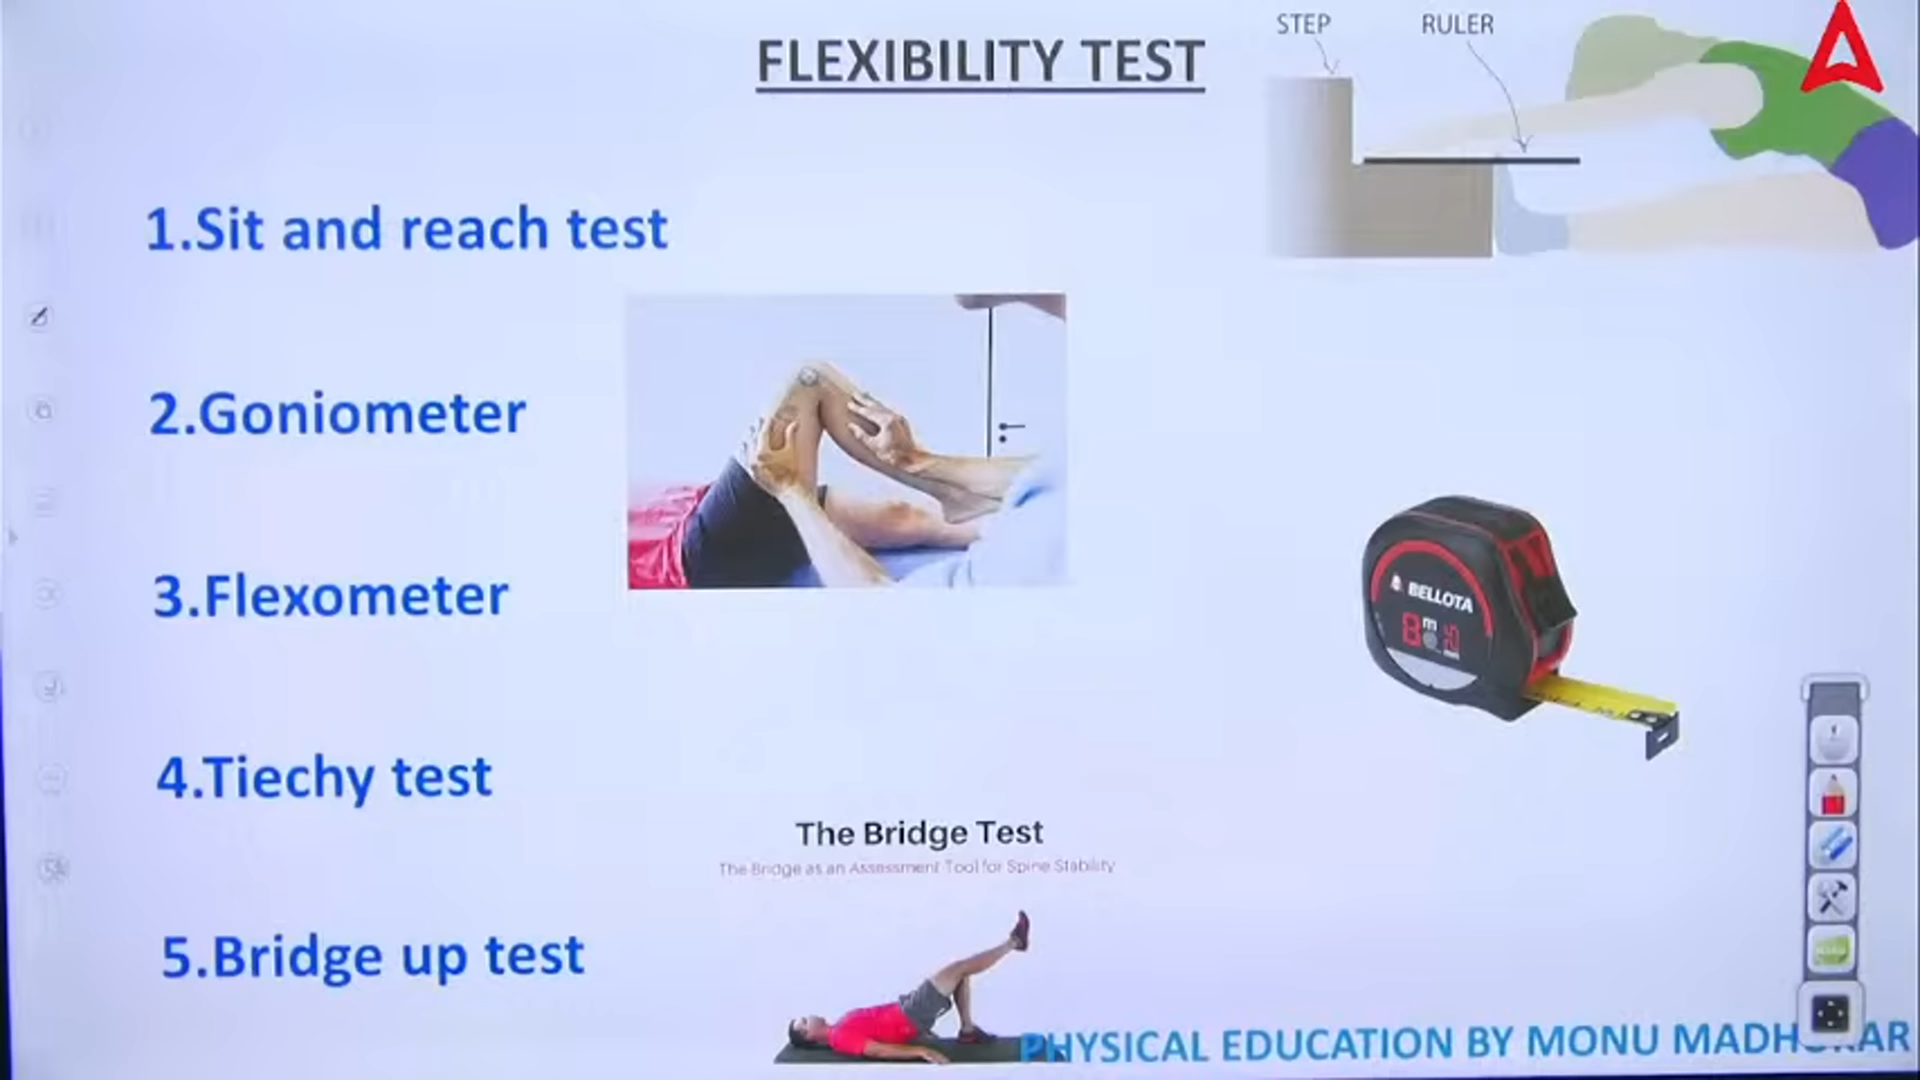 FLEXIBILITY TEST
STEP
RULER
1.Sit and reach test
2.Goniometer
3.Flexometer
BELLOTA
8m
4.Tiechy test
The Bridge Test
The Bridge as an Assessment Tool for Spine Stability
5.Bridge up test
PHYSICAL EDUCATION BY MONU